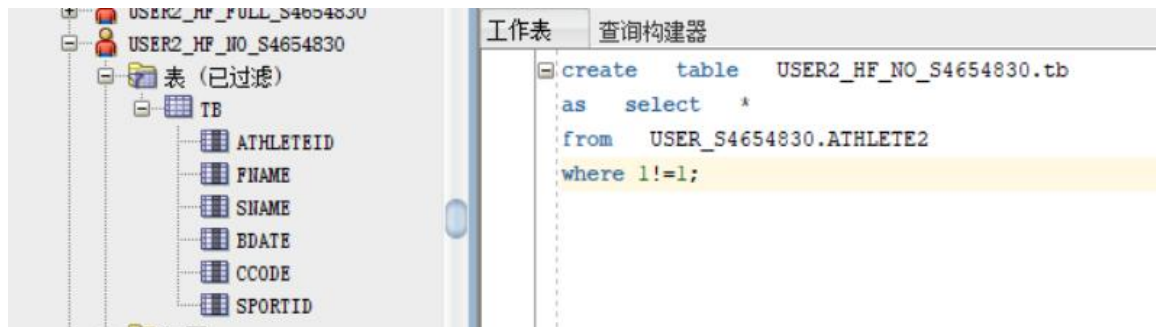 USER2_HF_FULL_S4654830
USER2_HF_NO_S4654830
表 (已过滤)
TB
ATHLETEID
FNAME
SNAME
BDATE
CCODE
SPORTID
工作表 查询构建器
create table USER2_HF_NO_S4654830.tb
as select *
from USER_S4654830.ATHLETE2
where 1!=1;